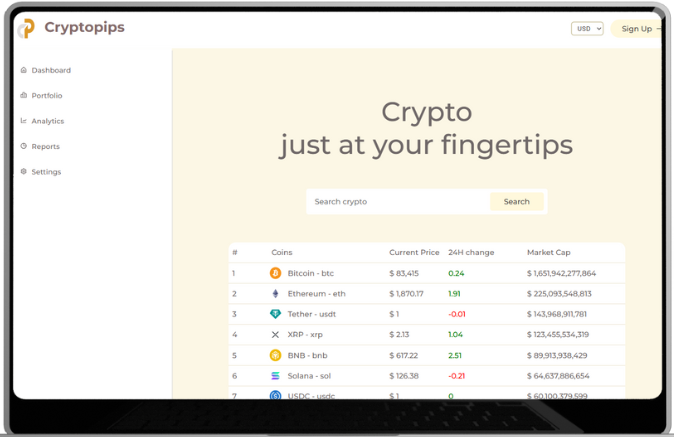 Cryptopips
USD
Sign Up
Dashboard
Portfolio
Analytics
Reports
Settings
Crypto
just at your fingertips
Search crypto
Search
# Coins Current Price 24H change Market Cap
1 Bitcoin - btc $ 83,415 0.24 $ 1,651,942,277,864
2 Ethereum - eth $ 1,870.17 1.91 $ 225,093,548,813
3 Tether - usdt $ 1 -0.01 $ 143,968,911,781
4 XRP - xrp $ 2.13 1.04 $ 123,455,534,319
5 BNB - bnb $ 617.22 2.51 $ 89,913,938,429
6 Solana - sol $ 126.38 -0.21 $ 64,637,886,654
7 USDC - usdc $ 1 0 $ 60,100,379,599